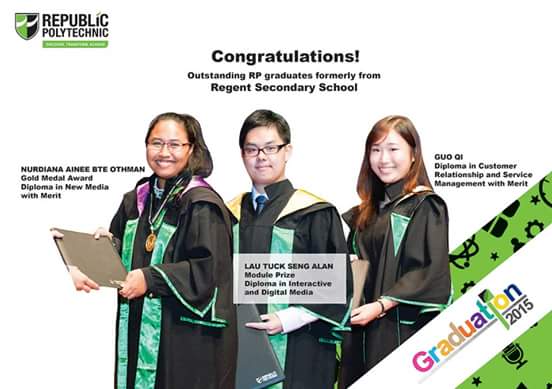 REPUBLIC
POLYTECHNIC
DISCOVER. TRANSFORM. ACHIEVE
Congratulations!
Outstanding RP graduates formerly from
Regent Secondary School
NURDIANA AINEE BTE OTHMAN
Gold Medal Award
Diploma in New Media
with Merit
LAU TUCK SENG ALAN
Module Prize
Diploma in Interactive
and Digital Media
GUO QI
Diploma in Customer
Relationship and Service
Management with Merit
Graduation
2015